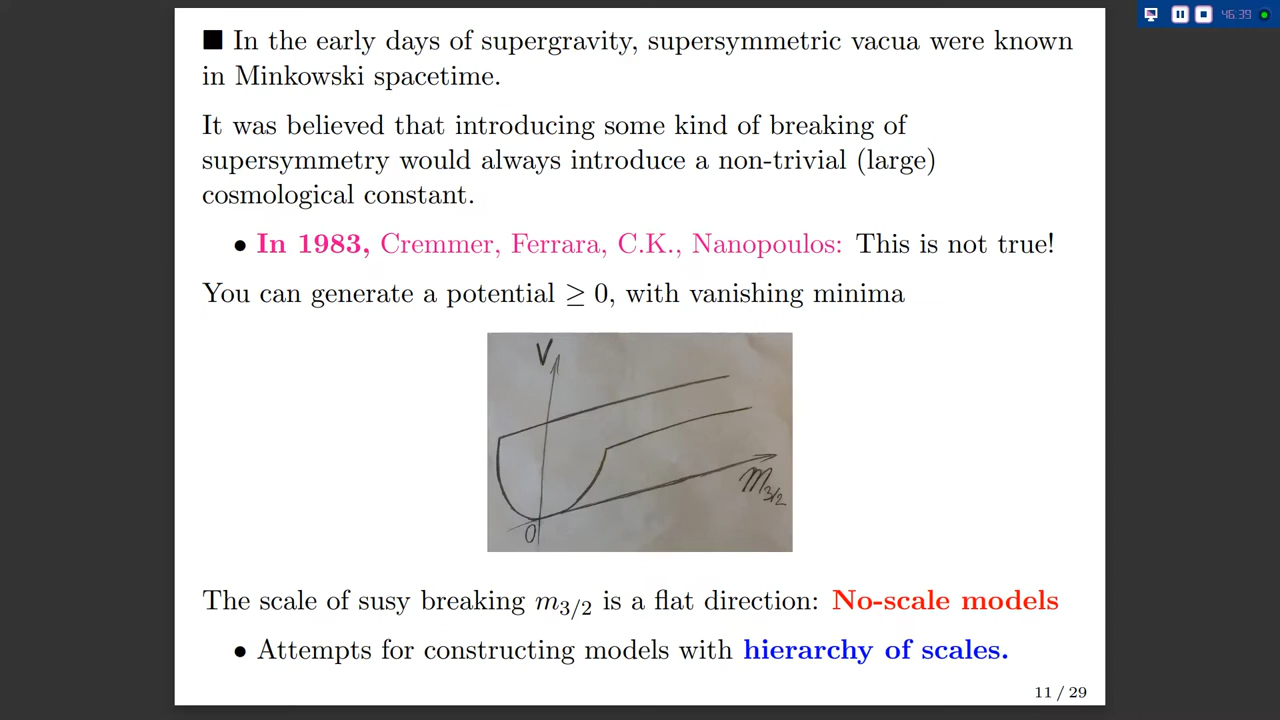 46:39
■ In the early days of supergravity, supersymmetric vacua were known
in Minkowski spacetime.
It was believed that introducing some kind of breaking of
supersymmetry would always introduce a non-trivial (large)
cosmological constant.
• In 1983, Cremmer, Ferrara, C.K., Nanopoulos: This is not true!
You can generate a potential ≥ 0, with vanishing minima
V
m3/2
0
The scale of susy breaking m3/2 is a flat direction: No-scale models
• Attempts for constructing models with hierarchy of scales.
11 / 29